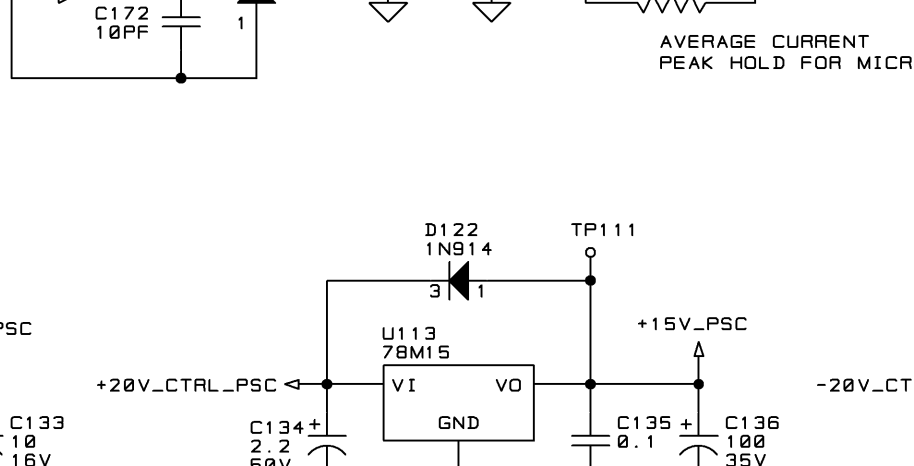 C172
10PF
1
AVERAGE CURRENT
PEAK HOLD FOR MICR
D122
1N914
3
1
TP111
PSC
U113
78M15
+15V_PSC
+20V_CTRL_PSC
VI
VO
GND
-20V_CT
C133
10
16V
C134
+
2.2
C135
0.1
+
C136
100
35V